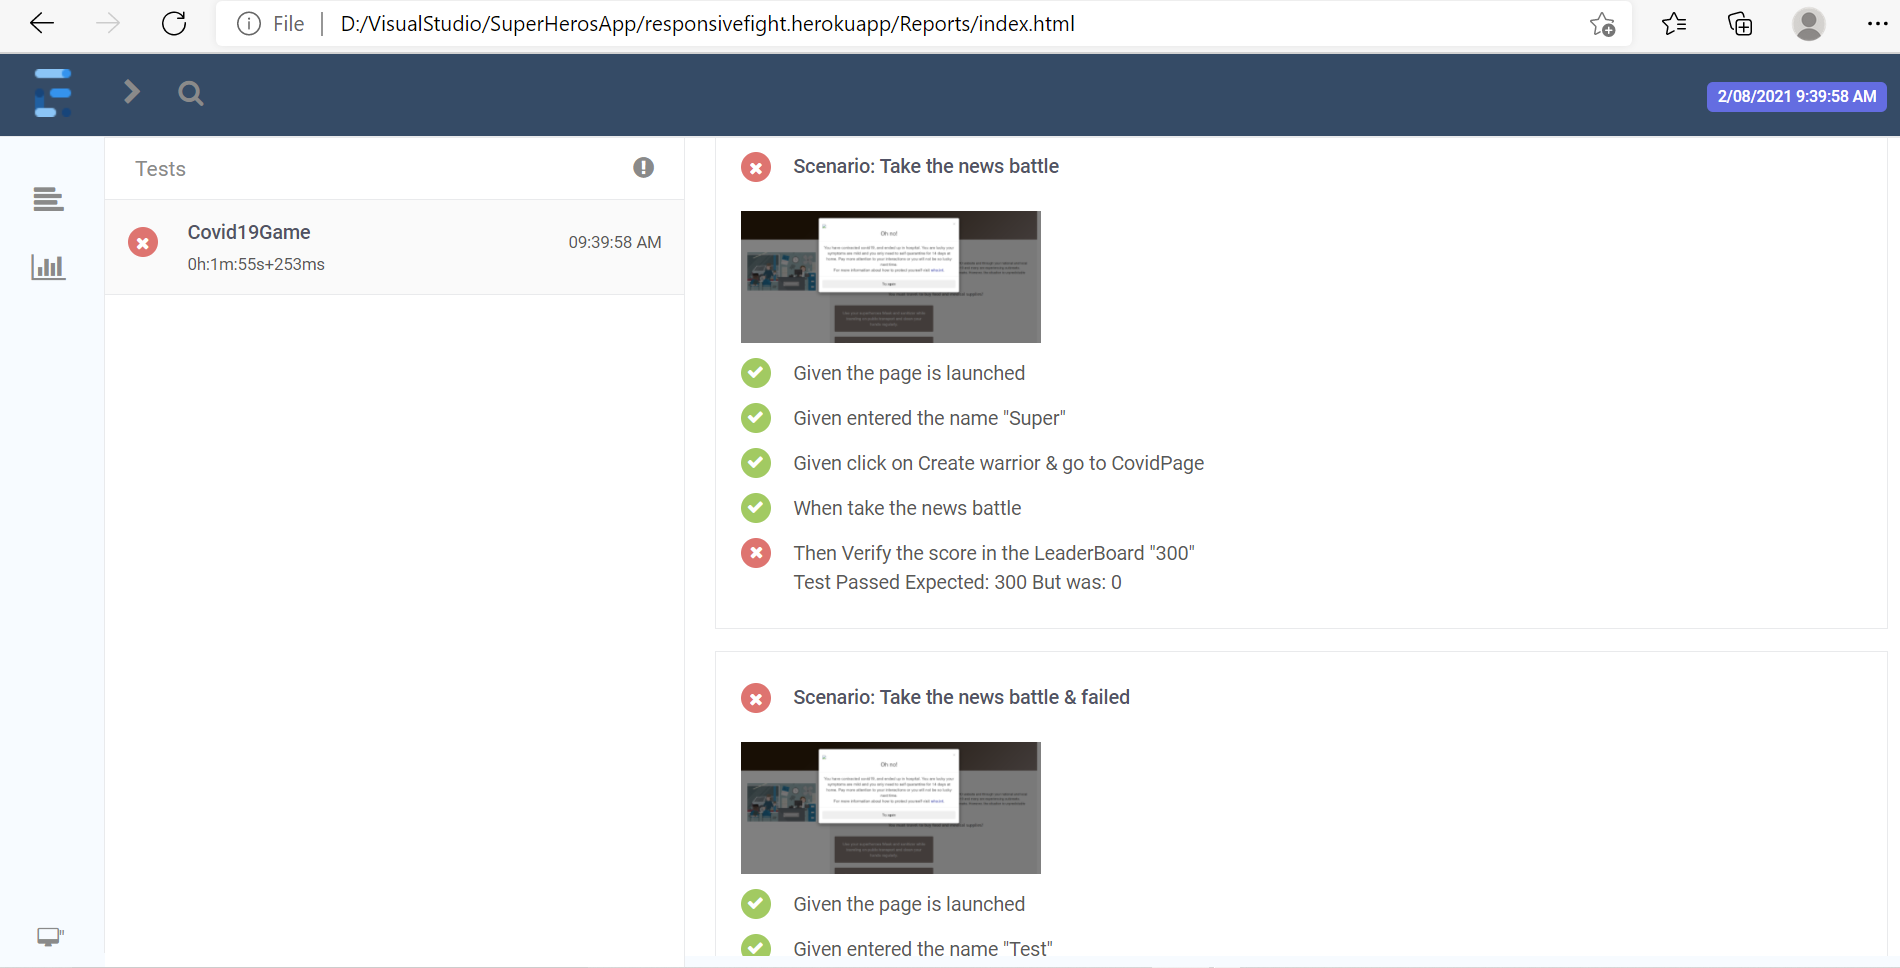 File
D:/VisualStudio/SuperHerosApp/responsivefight.herokuapp/Reports/index.html
2/08/2021 9:39:58 AM
Tests
Covid19Game
09:39:58 AM
0h:1m:55s+253ms
Scenario: Take the news battle
Oh no!
Given the page is launched
Given entered the name "Super"
Given click on Create warrior & go to CovidPage
When take the news battle
Then Verify the score in the LeaderBoard "300"
Test Passed Expected: 300 But was: 0
Scenario: Take the news battle & failed
Oh no!
Given the page is launched
Given entered the name "Test"